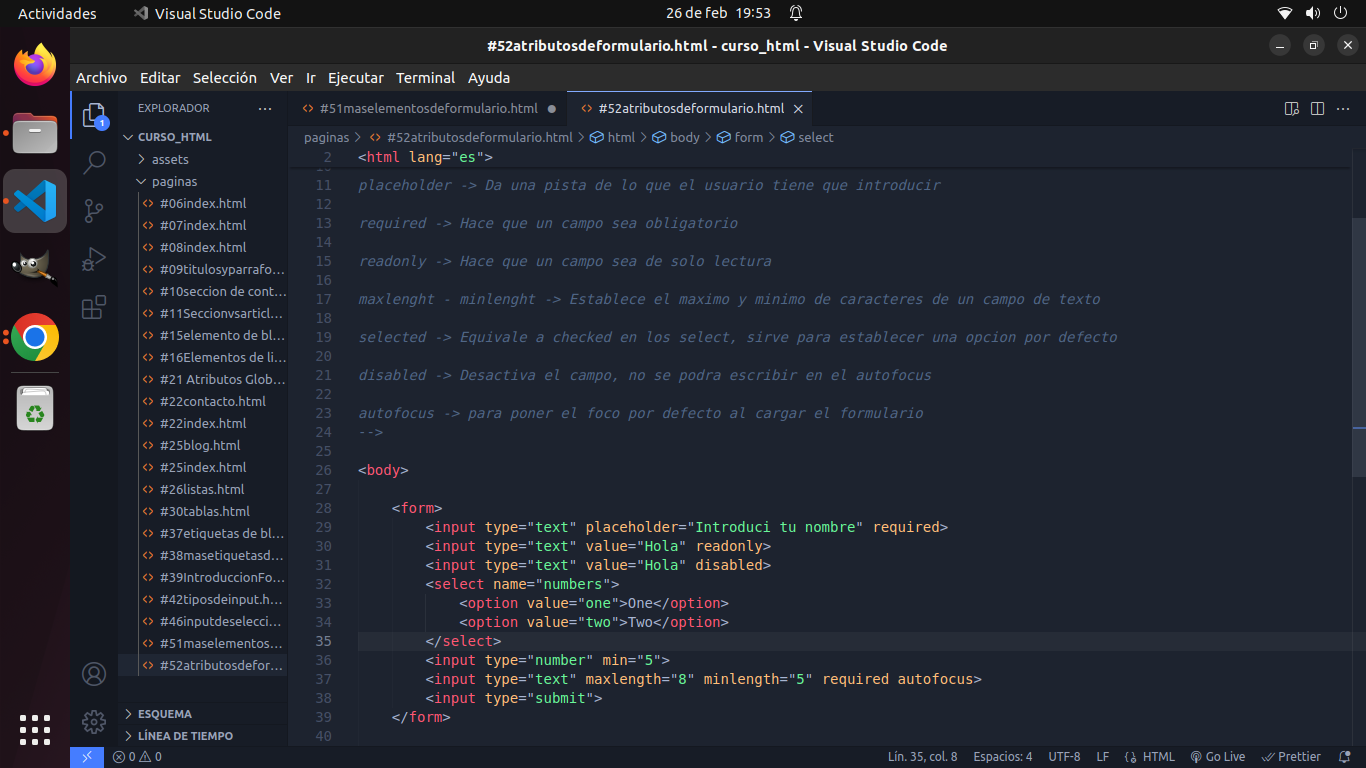 Actividades
Visual Studio Code
26 de feb 19:53
#52atributosdeformulario.html - curso_html - Visual Studio Code
Archivo Editar Selección Ver Ir Ejecutar Terminal Ayuda
EXPLORADOR
1
CURSO_HTML
assets
paginas
#06index.html
#07index.html
#08index.html
#09titulosyparrafo...
#10seccion de cont...
#11Seccionvsarticl...
#15elemento de bl...
#16Elementos de li...
#21 Atributos Glob...
#22contacto.html
#22index.html
#25blog.html
#25index.html
#26listas.html
#30tablas.html
#37etiquetas de bl...
#38masetiquetasd...
#39IntroduccionFo...
#42tiposdeinput.h...
#46inputdeselecci...
#51maselementos...
#52atributosdefor...
ESQUEMA
LÍNEA DE TIEMPO
#51maselementosdeformulario.html
#52atributosdeformulario.html
paginas > #52atributosdeformulario.html > html > body > form > select
2 <html lang="es">
11 placeholder -> Da una pista de lo que el usuario tiene que introducir
12
13 required -> Hace que un campo sea obligatorio
14
15 readonly -> Hace que un campo sea de solo lectura
16
17 maxlenght - minlenght -> Establece el maximo y minimo de caracteres de un campo de texto
18
19 selected -> Equivale a checked en los select, sirve para establecer una opcion por defecto
20
21 disabled -> Desactiva el campo, no se podra escribir en el autofocus
22
23 autofocus -> para poner el foco por defecto al cargar el formulario
24 -->
25
26 <body>
27
28 <form>
29 <input type="text" placeholder="Introduci tu nombre" required>
30 <input type="text" value="Hola" readonly>
31 <input type="text" value="Hola" disabled>
32 <select name="numbers">
33 <option value="one">One</option>
34 <option value="two">Two</option>
35 </select>
36 <input type="number" min="5">
37 <input type="text" maxlength="8" minlength="5" required autofocus>
38 <input type="submit">
39 </form>
40
0 0
Lín. 35, col. 8 Espacios: 4 UTF-8 LF HTML Go Live Prettier